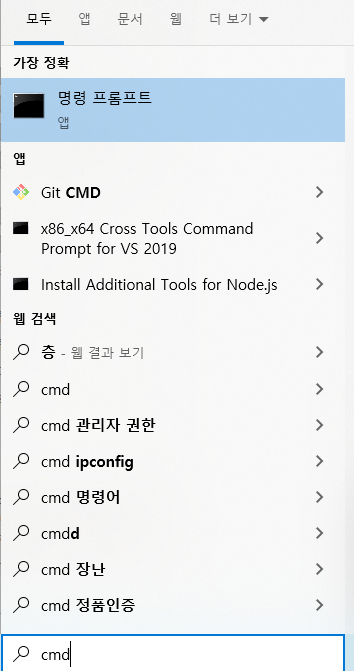 모두 앱 문서 웹 더 보기
가장 정확
명령 프롬프트
앱
앱
Git CMD
x86_x64 Cross Tools Command
Prompt for VS 2019
Install Additional Tools for Node.js
웹 검색
층 - 웹 결과 보기
cmd
cmd 관리자 권한
cmd ipconfig
cmd 명령어
cmdd
cmd 장난
cmd 정품인증
cmd